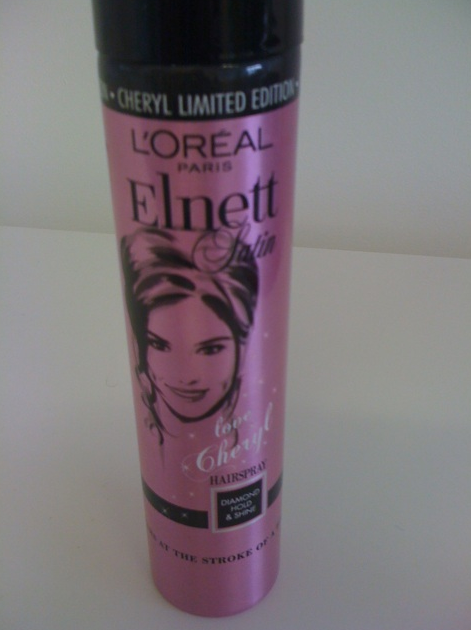 • CHERYL LIMITED EDITION •
L'ORÉAL
PARIS
Elnett
Satin
love
Cheryl
HAIRSPRAY
DIAMOND
HOLD
& SHINE
AT THE STROKE OF A